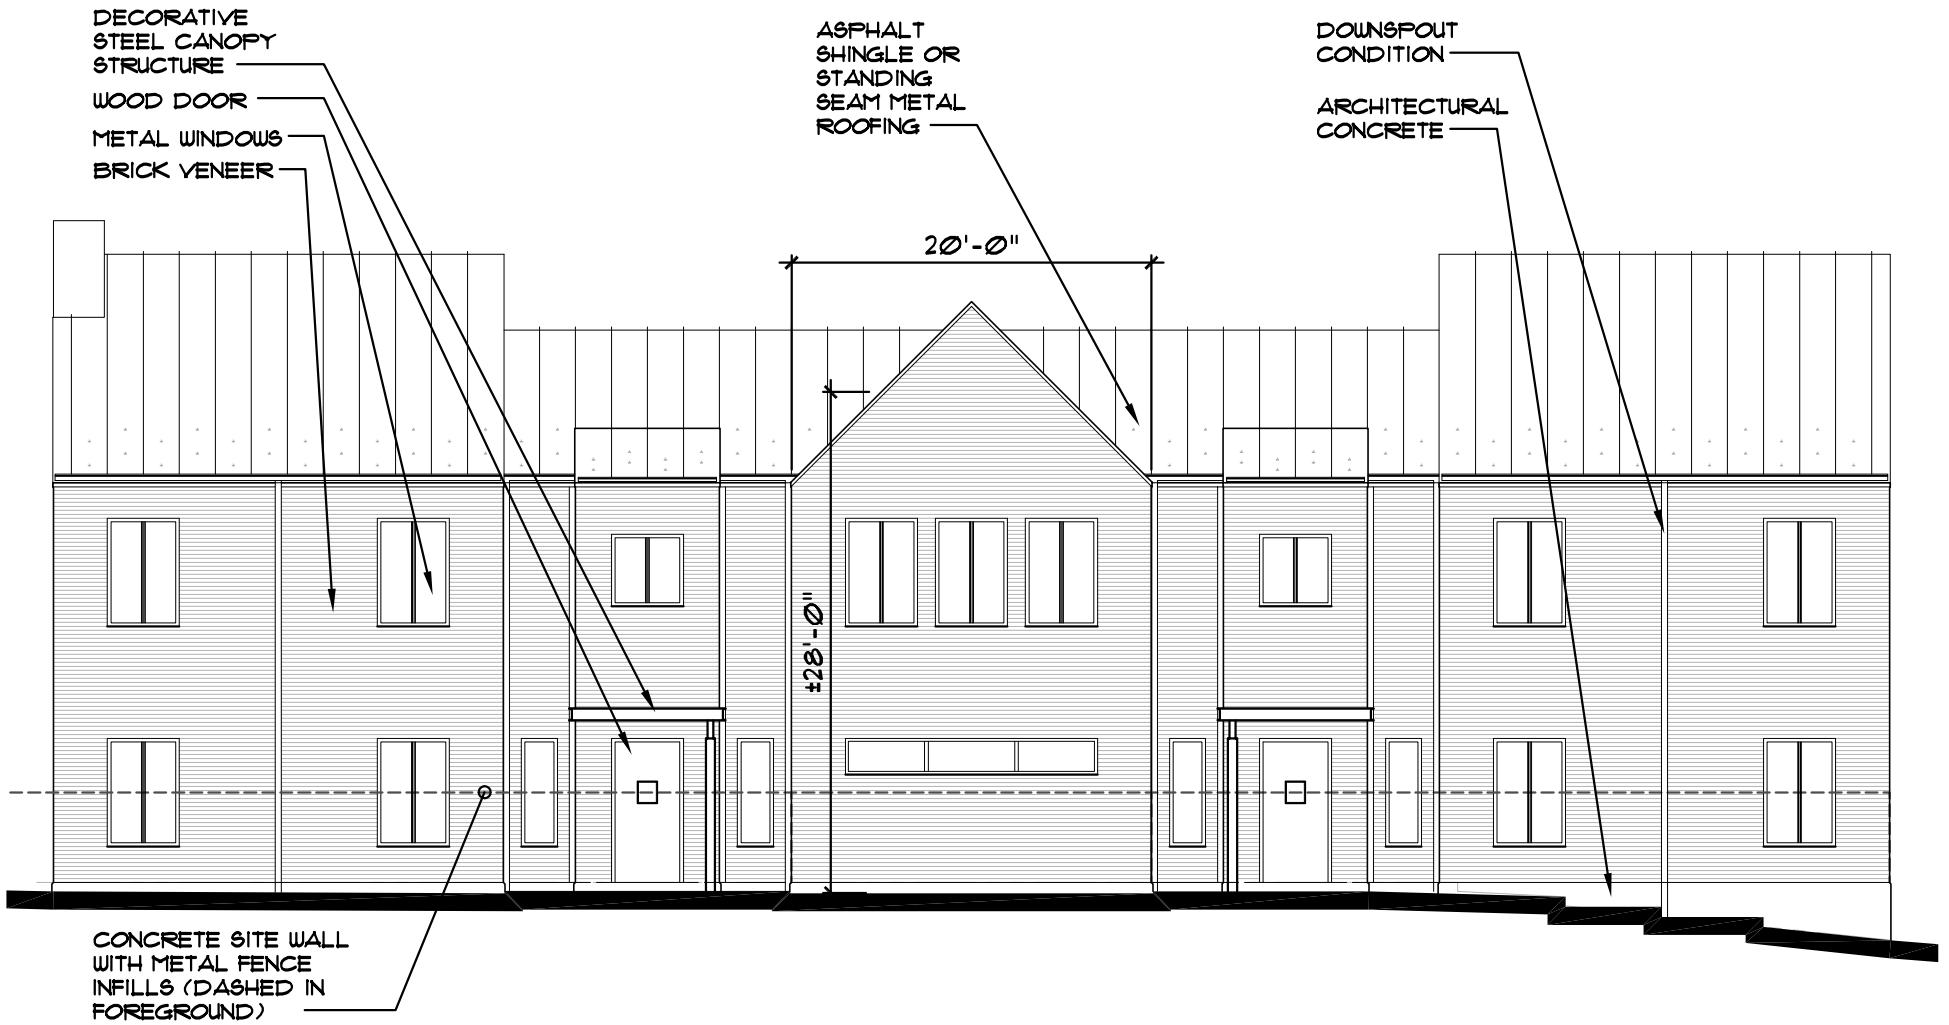 DECORATIVE
STEEL CANOPY
STRUCTURE
WOOD DOOR
METAL WINDOWS
BRICK VENEER
ASPHALT
SHINGLE OR
STANDING
SEAM METAL
ROOFING
DOWNSPOUT
CONDITION
ARCHITECTURAL
CONCRETE
20'-0"
±28'-0"
CONCRETE SITE WALL
WITH METAL FENCE
INFILLS (DASHED IN
FOREGROUND)